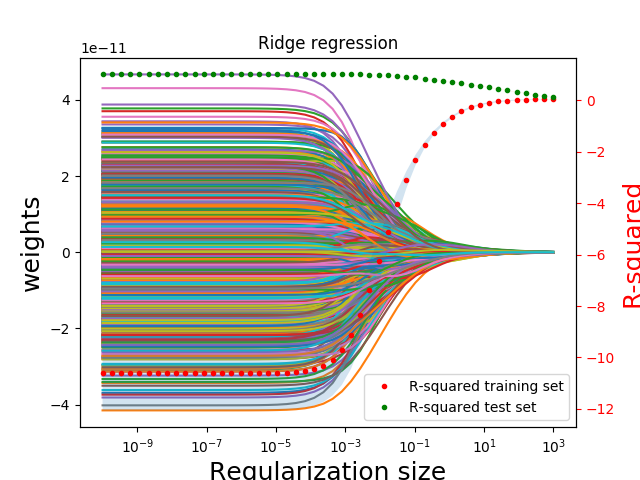 Ridge regression
1e−11
4
2
0
−2
−4
weights
0
−2
−4
−6
−8
−10
−12
R-squared
R-squared training set
R-squared test set
10⁻⁹ 10⁻⁷ 10⁻⁵ 10⁻³ 10⁻¹ 10¹ 10³
Regularization size